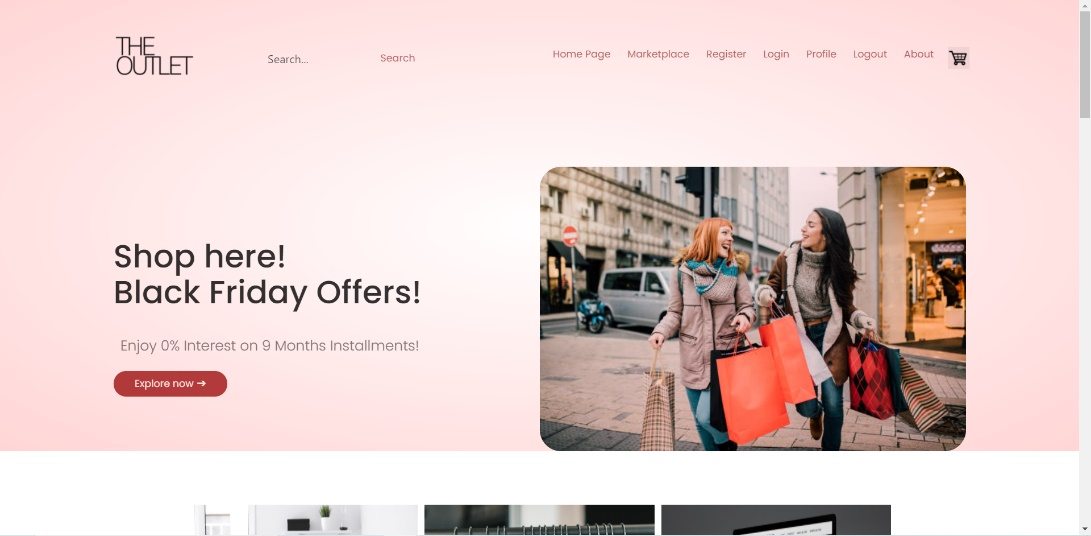 THE
OUTLET
Search...
Search
Home Page Marketplace Register Login Profile Logout About
Shop here!
Black Friday Offers!
Enjoy 0% Interest on 9 Months Installments!
Explore now ➔